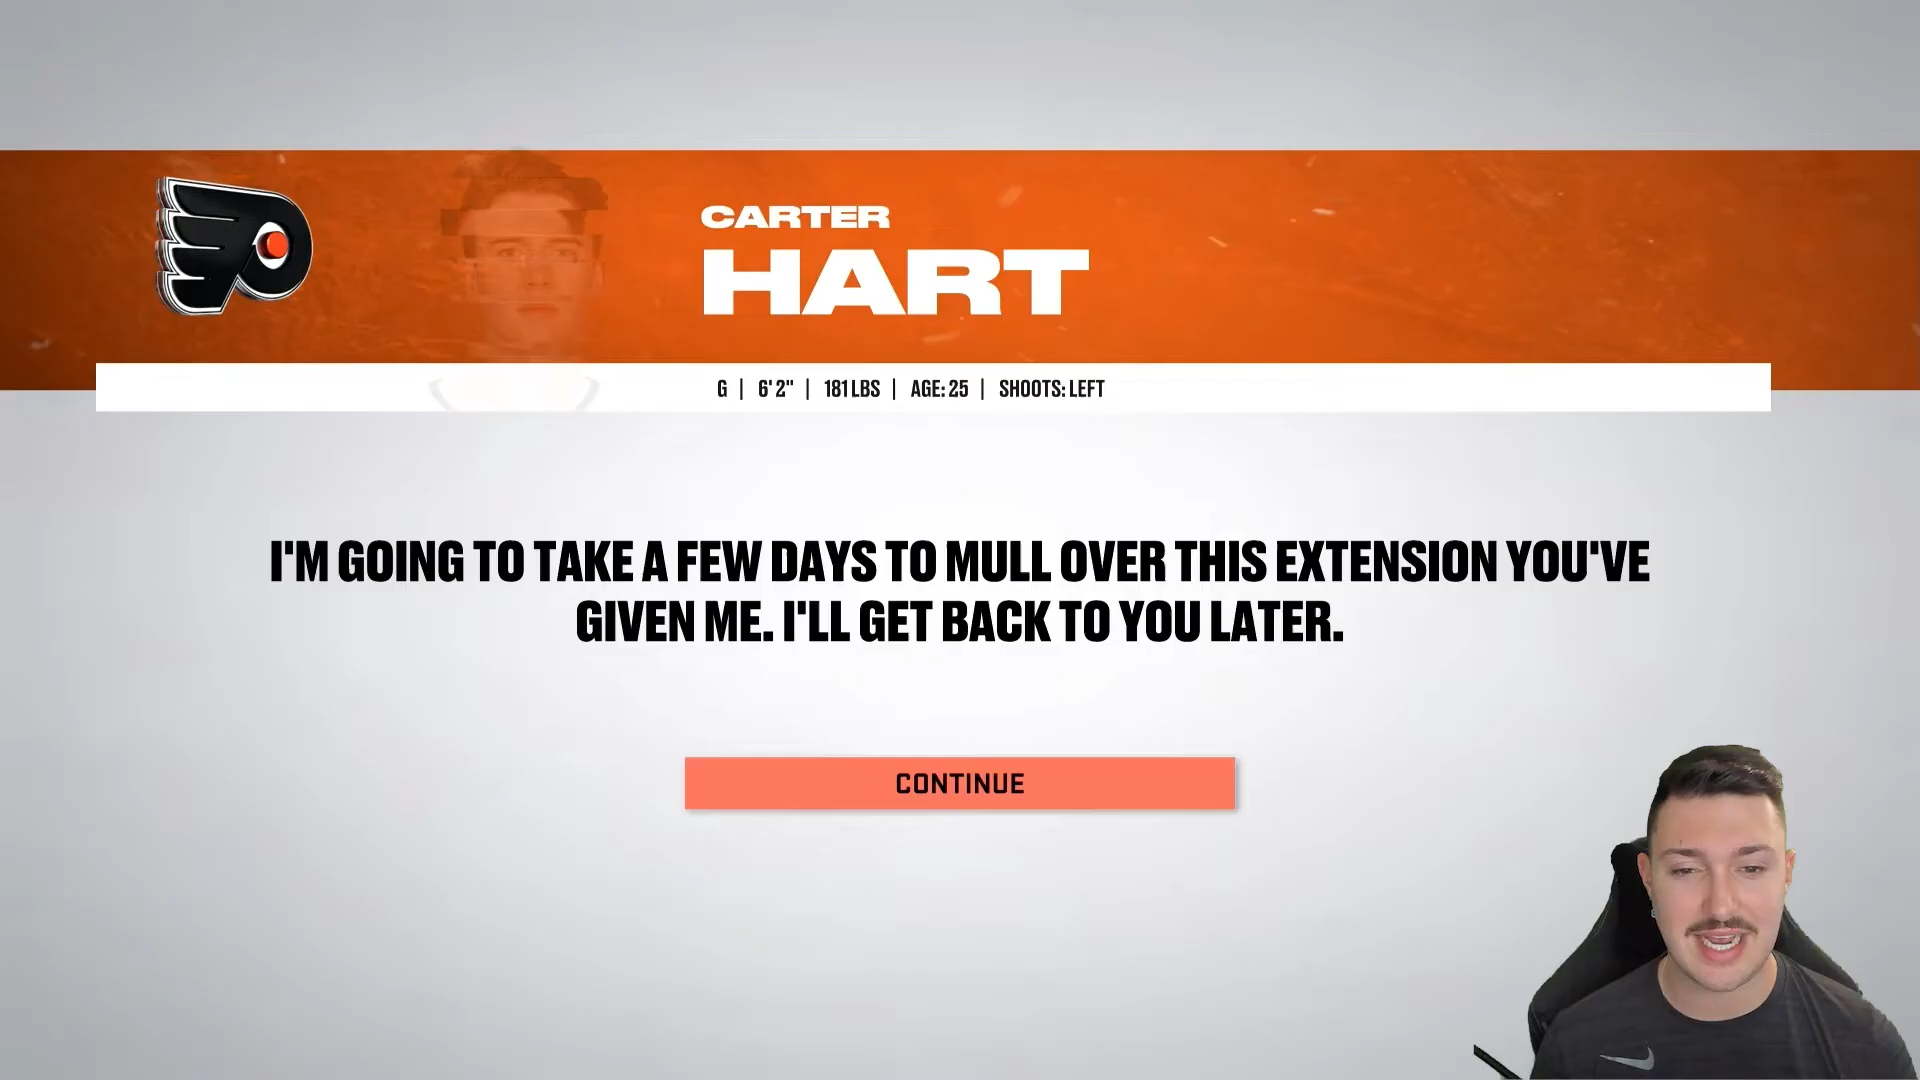 CARTER
HART
G | 6' 2" | 181 LBS | AGE: 25 | SHOOTS: LEFT
I'M GOING TO TAKE A FEW DAYS TO MULL OVER THIS EXTENSION YOU'VE
GIVEN ME. I'LL GET BACK TO YOU LATER.
CONTINUE